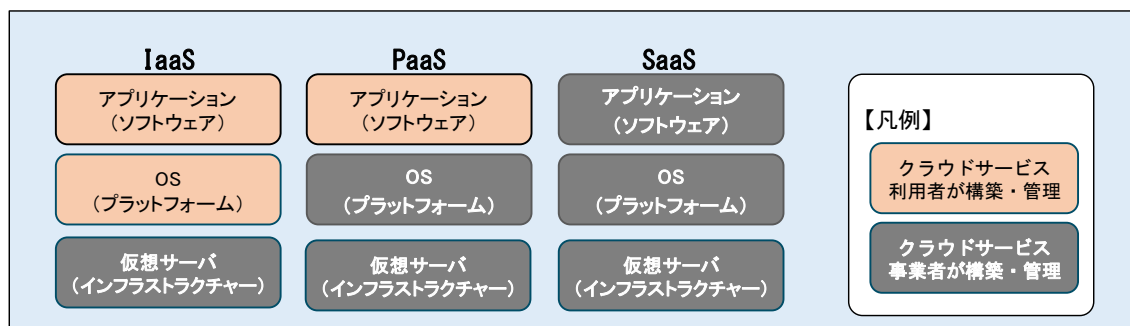 IaaS
アプリケーション
（ソフトウェア）
OS
（プラットフォーム）
仮想サーバ
（インフラストラクチャー）
PaaS
アプリケーション
（ソフトウェア）
OS
（プラットフォーム）
仮想サーバ
（インフラストラクチャー）
SaaS
アプリケーション
（ソフトウェア）
OS
（プラットフォーム）
仮想サーバ
（インフラストラクチャー）
【凡例】
クラウドサービス
利用者が構築・管理
クラウドサービス
事業者が構築・管理